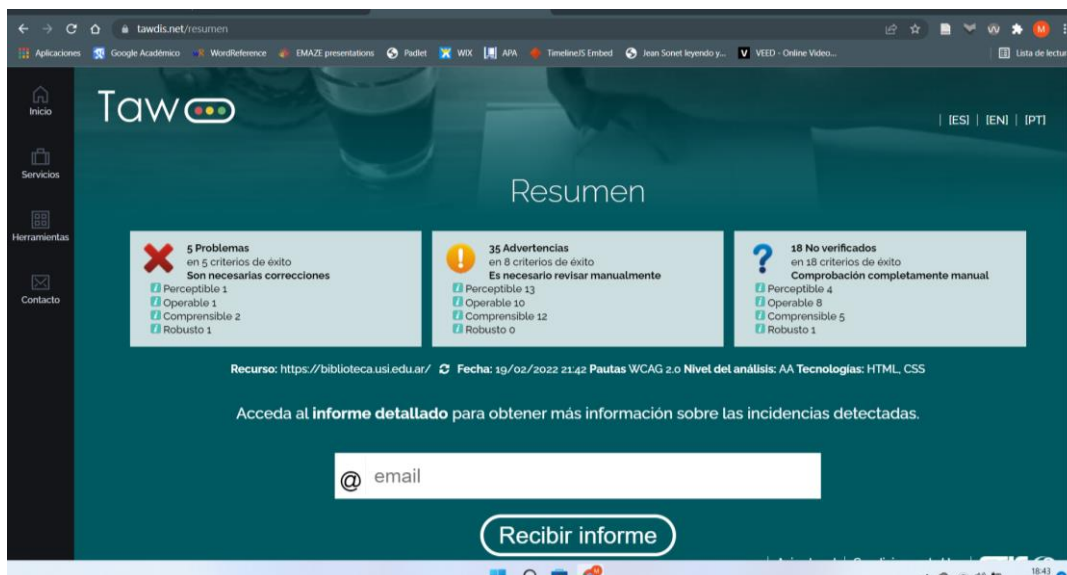 tawdis.net/resumen
Aplicaciones Google Académico WordReference EMAZE presentations Padlet WIX APA TimelineJS Embed Jean Sonet leyendo y... VEED - Online Video... Lista de lectur
Inicio
Servicios
Herramientas
Contacto
Taw
| [ES] | [EN] | [PT]
Resumen
5 Problemas
en 5 criterios de éxito
Son necesarias correcciones
Perceptible 1
Operable 1
Comprensible 2
Robusto 1
35 Advertencias
en 8 criterios de éxito
Es necesario revisar manualmente
Perceptible 13
Operable 10
Comprensible 12
Robusto 0
18 No verificados
en 18 criterios de éxito
Comprobación completamente manual
Perceptible 4
Operable 8
Comprensible 5
Robusto 1
Recurso: https://biblioteca.usi.edu.ar/ Fecha: 19/02/2022 21:42 Pautas WCAG 2.0 Nivel del análisis: AA Tecnologías: HTML, CSS
Acceda al informe detallado para obtener más información sobre las incidencias detectadas.
@ email
Recibir informe
18:43